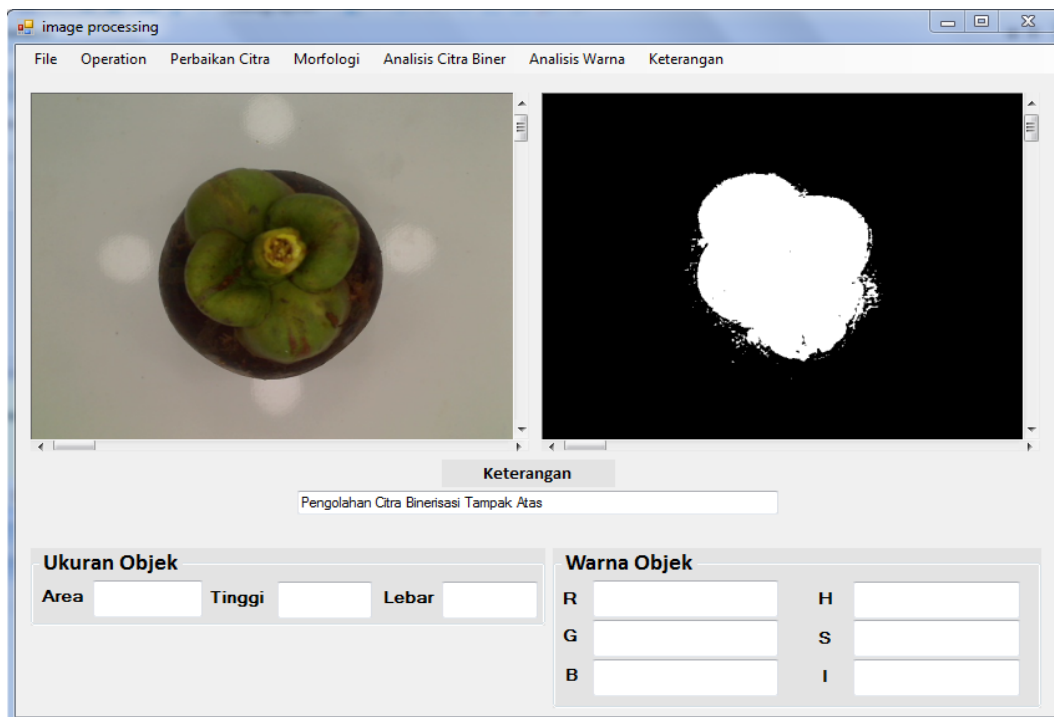 image processing
File Operation Perbaikan Citra Morfologi Analisis Citra Biner Analisis Warna Keterangan
Keterangan
Pengolahan Citra Binerisasi Tampak Atas
Ukuran Objek
Area Tinggi Lebar
Warna Objek
R H
G S
B I